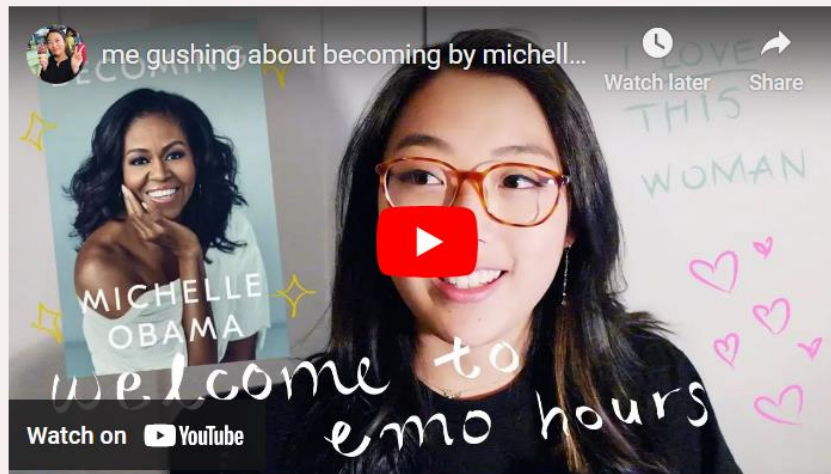 me gushing about becoming by michell...
Watch later
Share
BECOMING
MICHELLE
OBAMA
I LOVE
THIS
WOMAN
welcome to
emo hours
Watch on YouTube